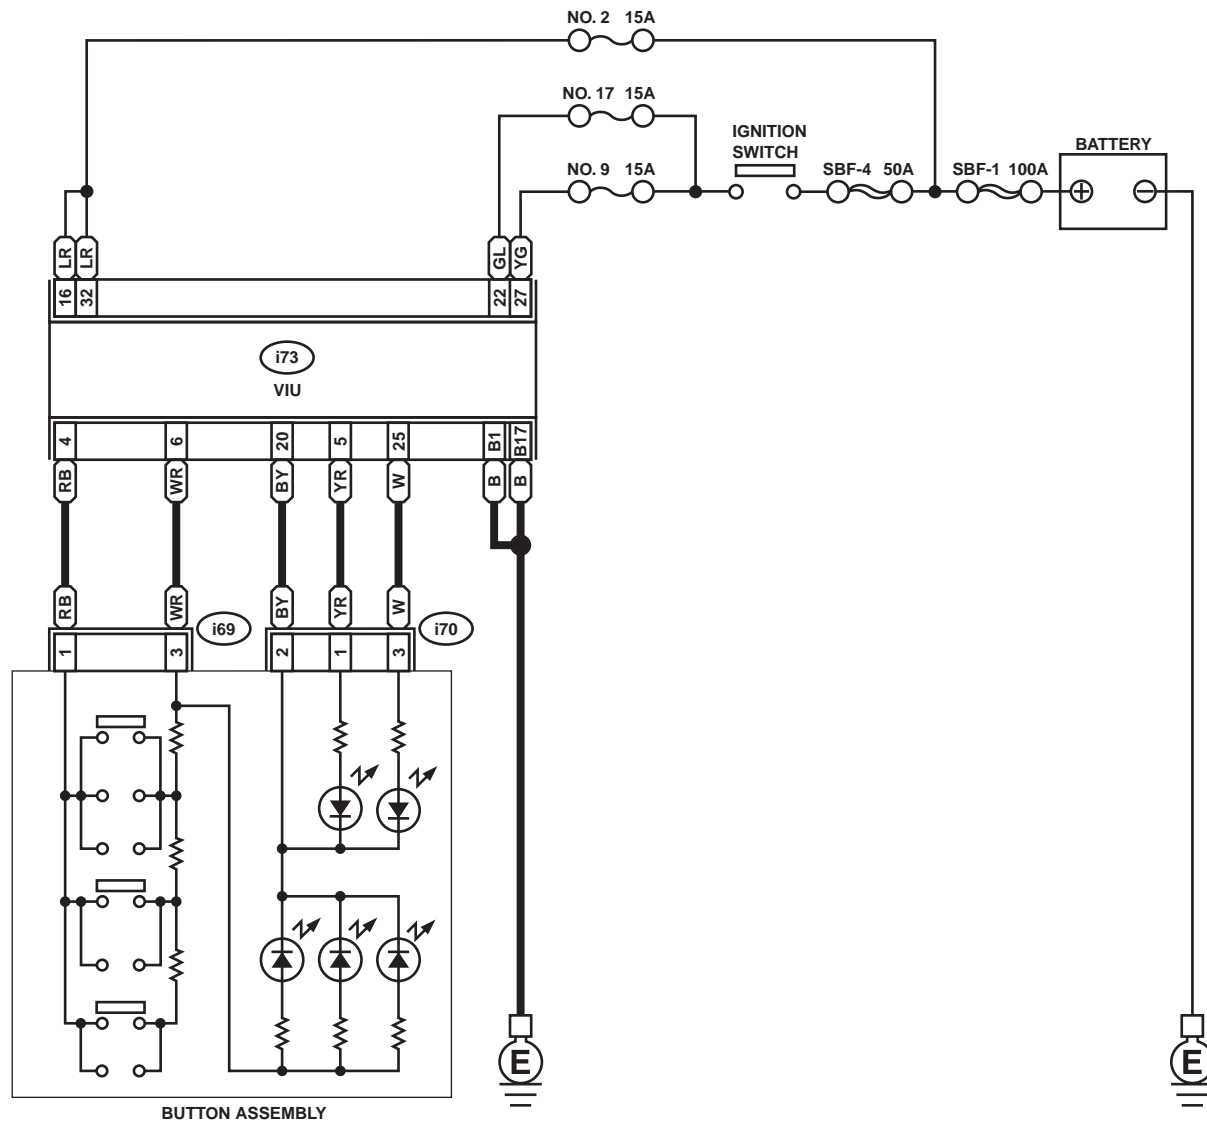 NO. 2 15A
NO. 17 15A
IGNITION
SWITCH
BATTERY
NO. 9 15A
SBF-4 50A
SBF-1 100A
LR
LR
GL
YG
16
32
22
27
i73
VIU
4
6
20
5
25
B1
B17
RB
WR
BY
YR
W
B
B
RB
WR
BY
YR
W
i69
i70
1
3
2
1
3
E
E
BUTTON ASSEMBLY